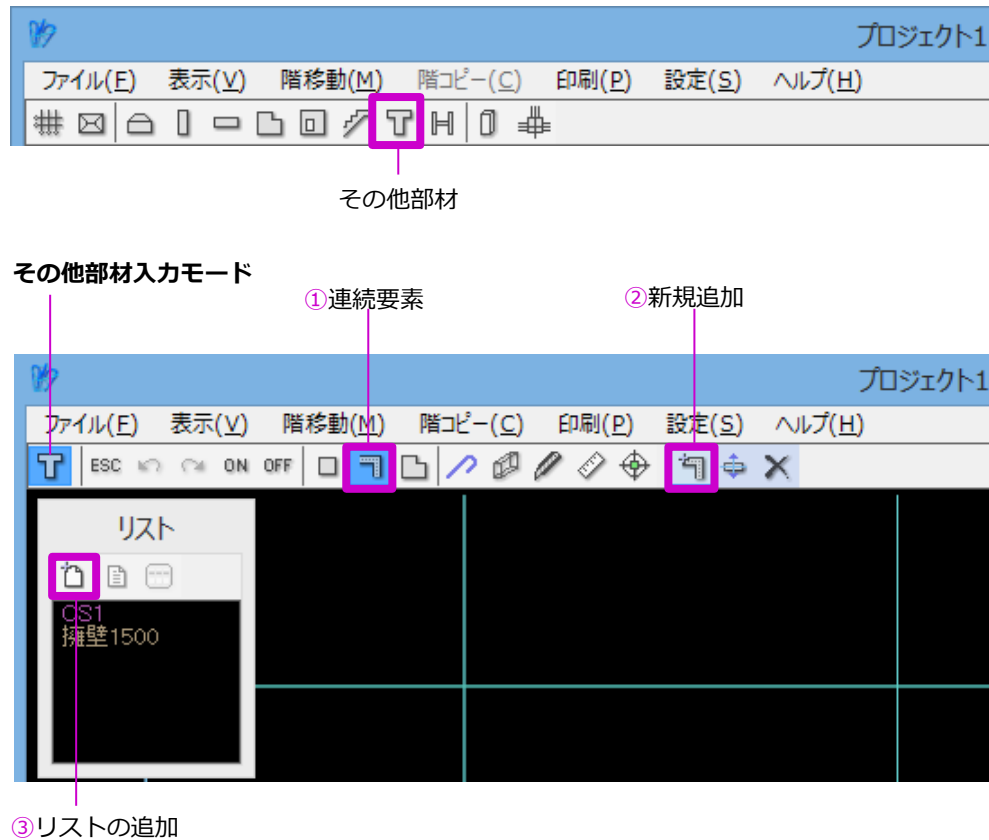 プロジェクト1
ファイル(F) 表示(V) 階移動(M) 階コピー(C) 印刷(P) 設定(S) ヘルプ(H)
その他部材
その他部材入力モード
①連続要素 ②新規追加
プロジェクト1
ファイル(F) 表示(V) 階移動(M) 階コピー(C) 印刷(P) 設定(S) ヘルプ(H)
ESC ON OFF
リスト
CS1
擁壁1500
③リストの追加